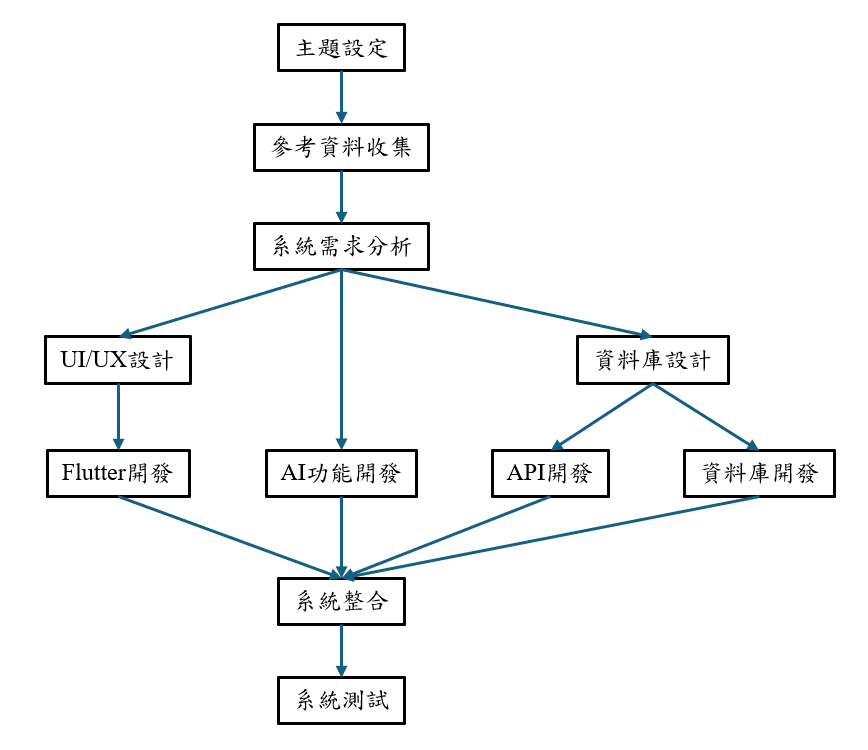 主題設定
參考資料收集
系統需求分析
UI/UX設計
資料庫設計
Flutter開發
AI功能開發
API開發
資料庫開發
系統整合
系統測試